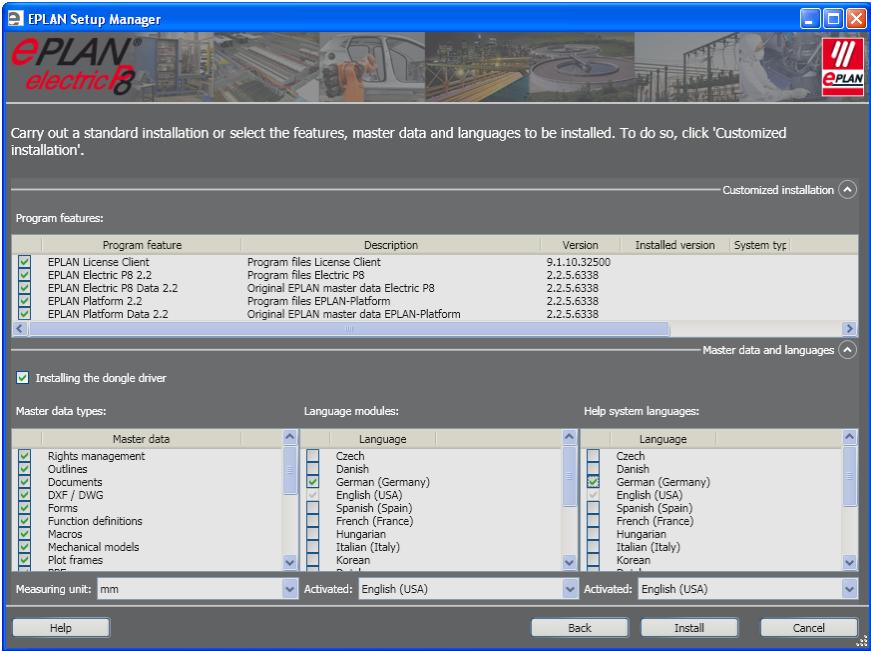 EPLAN Setup Manager
ePLAN®
electric P8
ePLAN
Carry out a standard installation or select the features, master data and languages to be installed. To do so, click 'Customized
installation'.
Customized installation
Program features:
Program feature Description Version Installed version System typ
EPLAN License Client Program files License Client 9.1.10.32500
EPLAN Electric P8 2.2 Program files Electric P8 2.2.5.6338
EPLAN Electric P8 Data 2.2 Original EPLAN master data Electric P8 2.2.5.6338
EPLAN Platform 2.2 Program files EPLAN-Platform 2.2.5.6338
EPLAN Platform Data 2.2 Original EPLAN master data EPLAN-Platform 2.2.5.6338
Master data and languages
Installing the dongle driver
Master data types: Language modules: Help system languages:
Master data Language Language
Rights management Czech Czech
Outlines Danish Danish
Documents German (Germany) German (Germany)
DXF / DWG English (USA) English (USA)
Forms Spanish (Spain) Spanish (Spain)
Function definitions French (France) French (France)
Macros Hungarian Hungarian
Mechanical models Italian (Italy) Italian (Italy)
Plot frames Korean Korean
Measuring unit: mm Activated: English (USA) Activated: English (USA)
Help Back Install Cancel